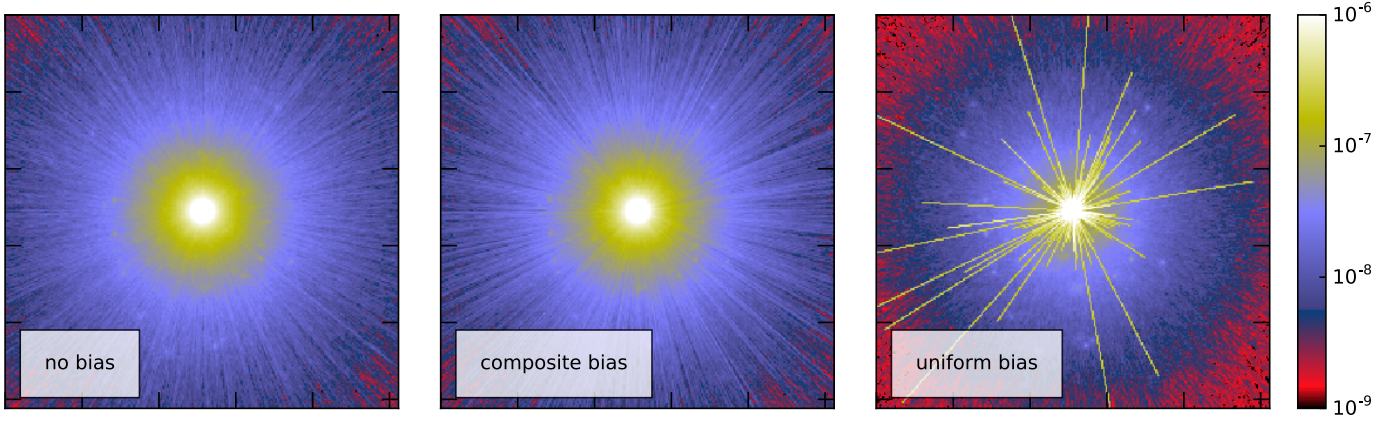 no bias
composite bias
uniform bias
10⁻⁶
10⁻⁷
10⁻⁸
10⁻⁹